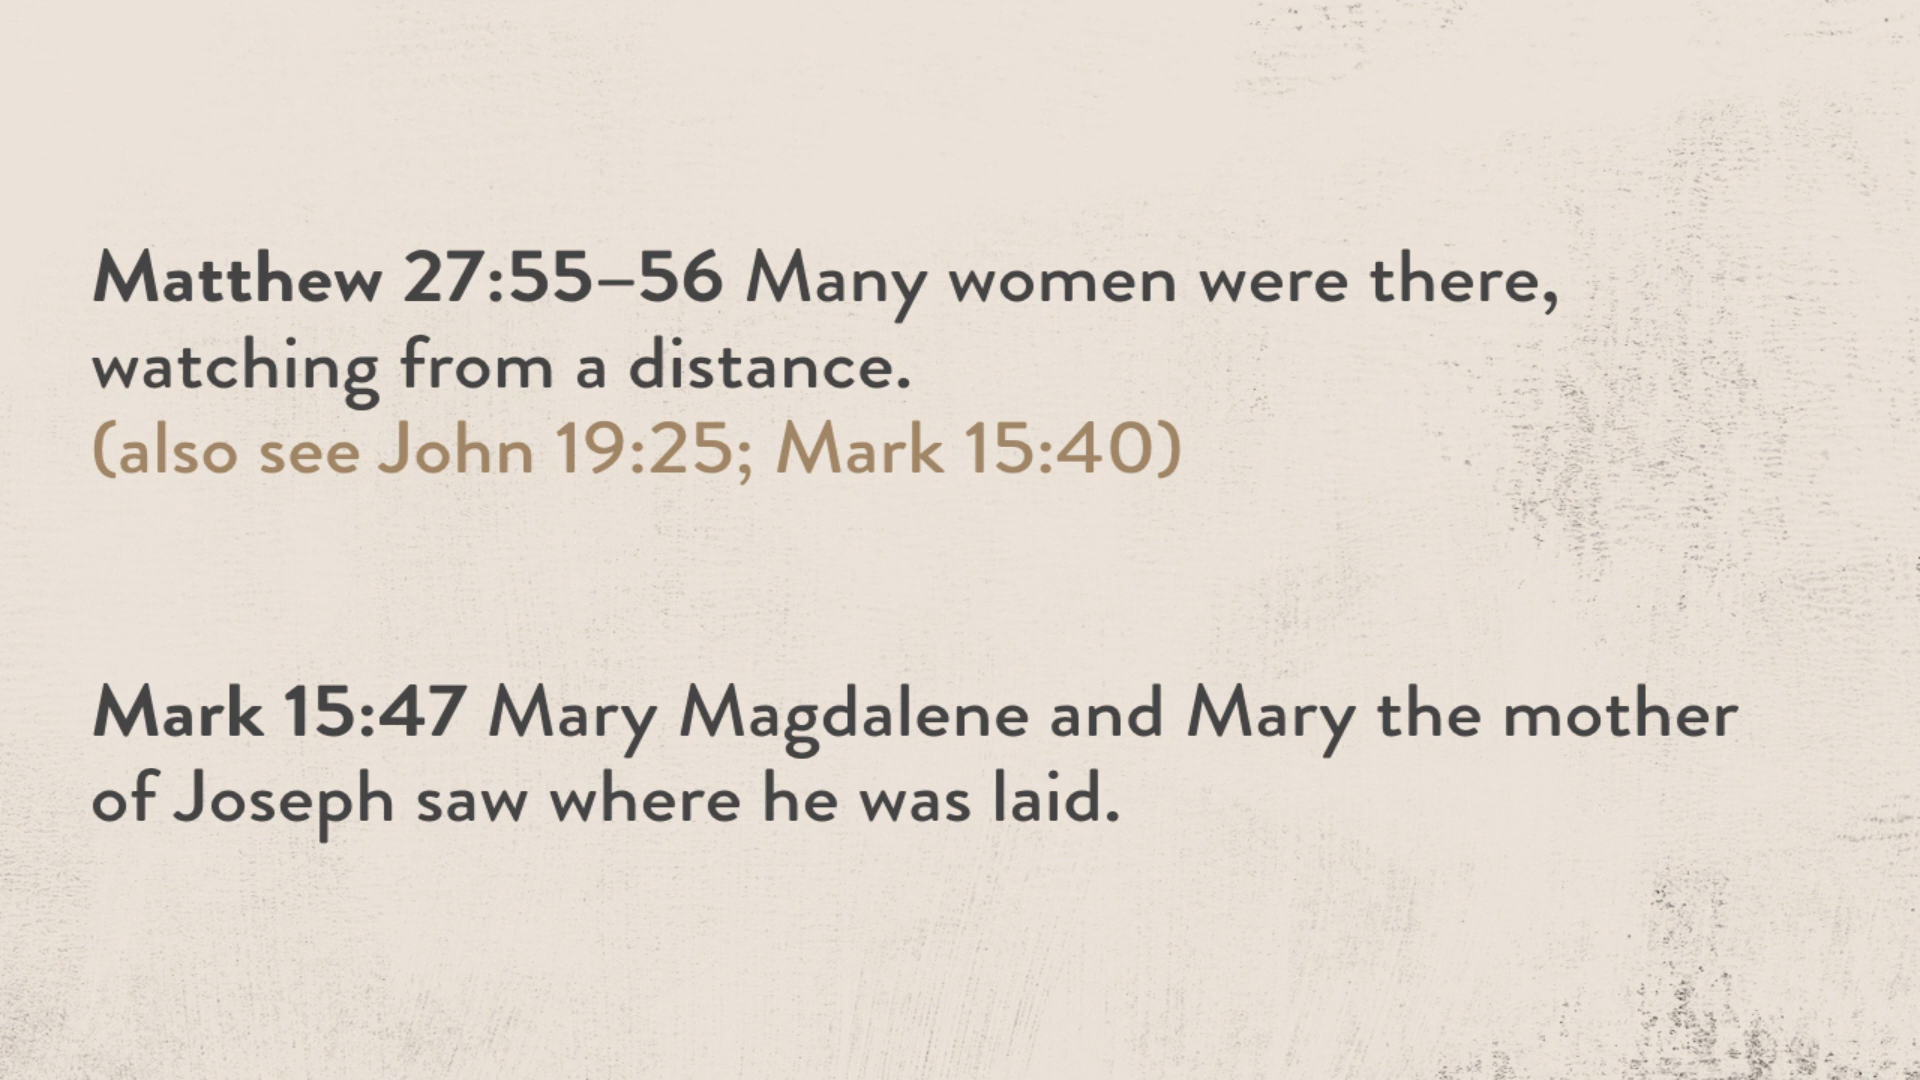 Matthew 27:55–56 Many women were there,
watching from a distance.
(also see John 19:25; Mark 15:40)
Mark 15:47 Mary Magdalene and Mary the mother
of Joseph saw where he was laid.